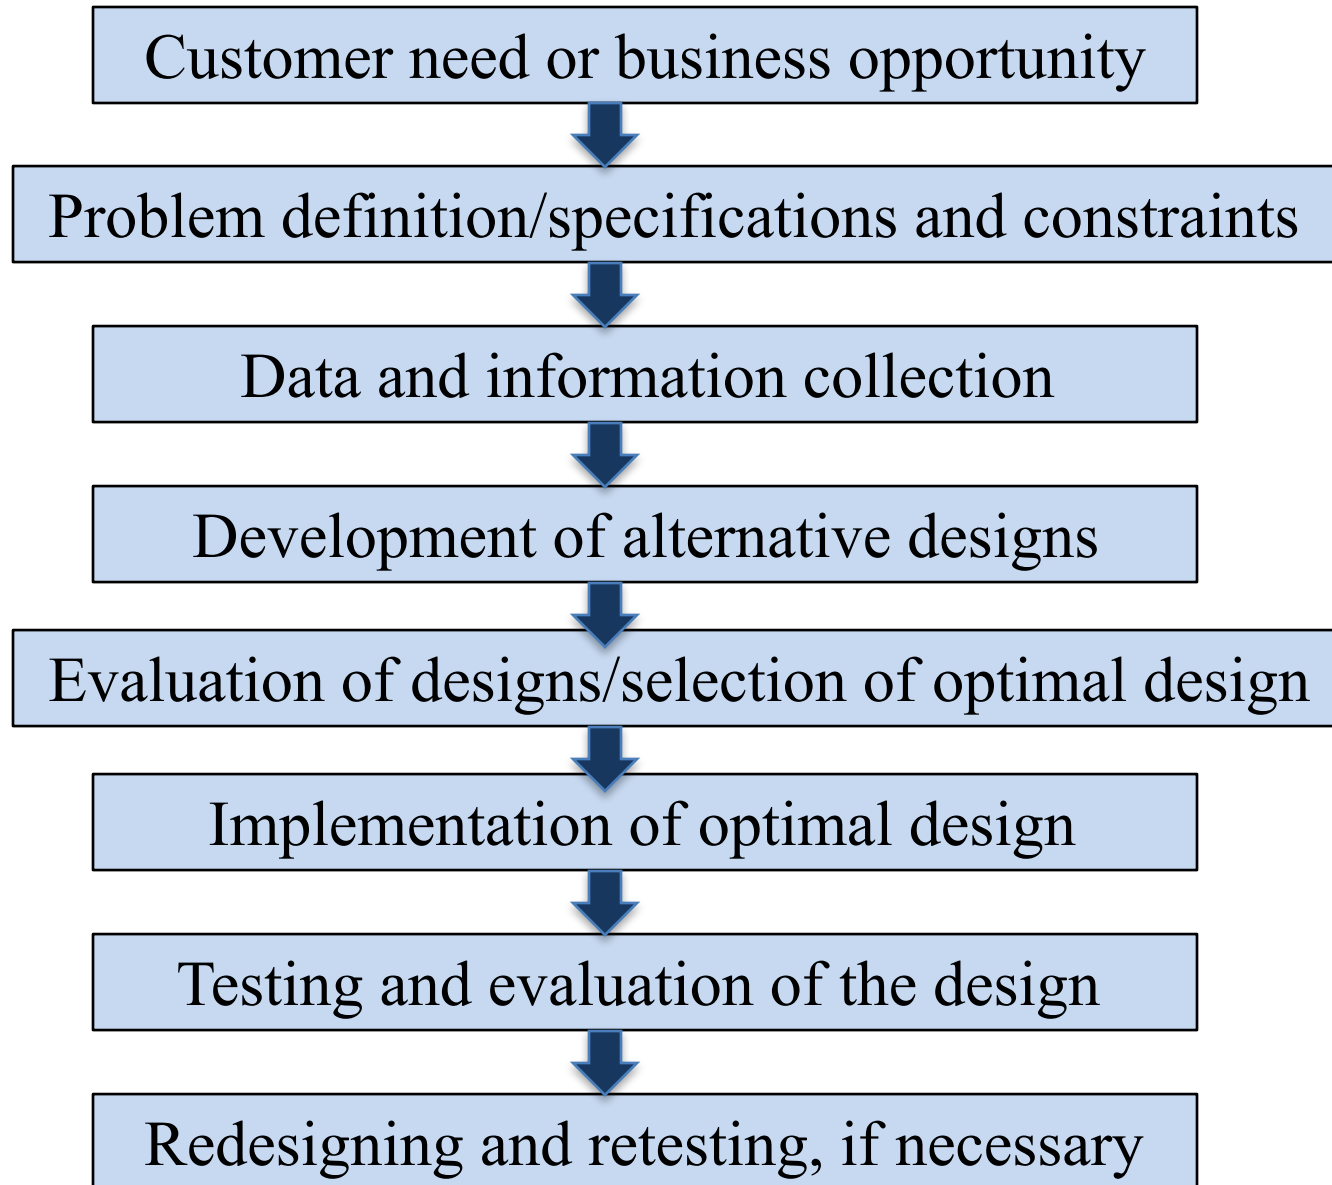 Customer need or business opportunity
Problem definition/specifications and constraints
Data and information collection
Development of alternative designs
Evaluation of designs/selection of optimal design
Implementation of optimal design
Testing and evaluation of the design
Redesigning and retesting, if necessary